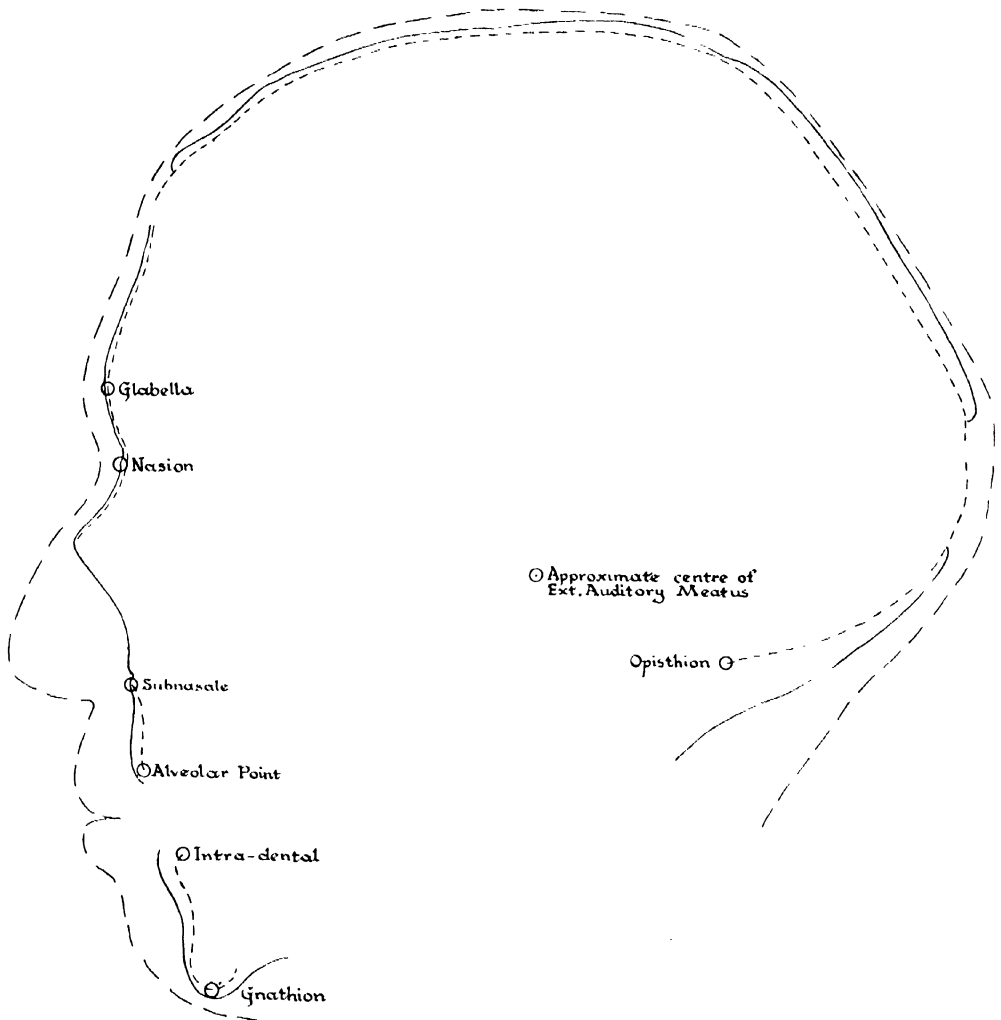 Glabella
Nasion
Approximate centre of
Ext. Auditory Meatus
Opisthion
Subnasale
Alveolar Point
Intra-dental
Gnathion